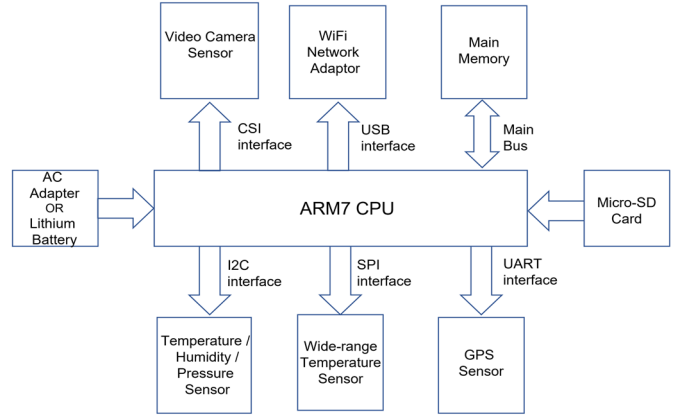 Video Camera
Sensor
WiFi
Network
Adaptor
Main
Memory
CSI
interface
USB
interface
Main
Bus
AC
Adapter
OR
Lithium
Battery
ARM7 CPU
Micro-SD
Card
I2C
interface
SPI
interface
UART
interface
Temperature /
Humidity /
Pressure
Sensor
Wide-range
Temperature
Sensor
GPS
Sensor